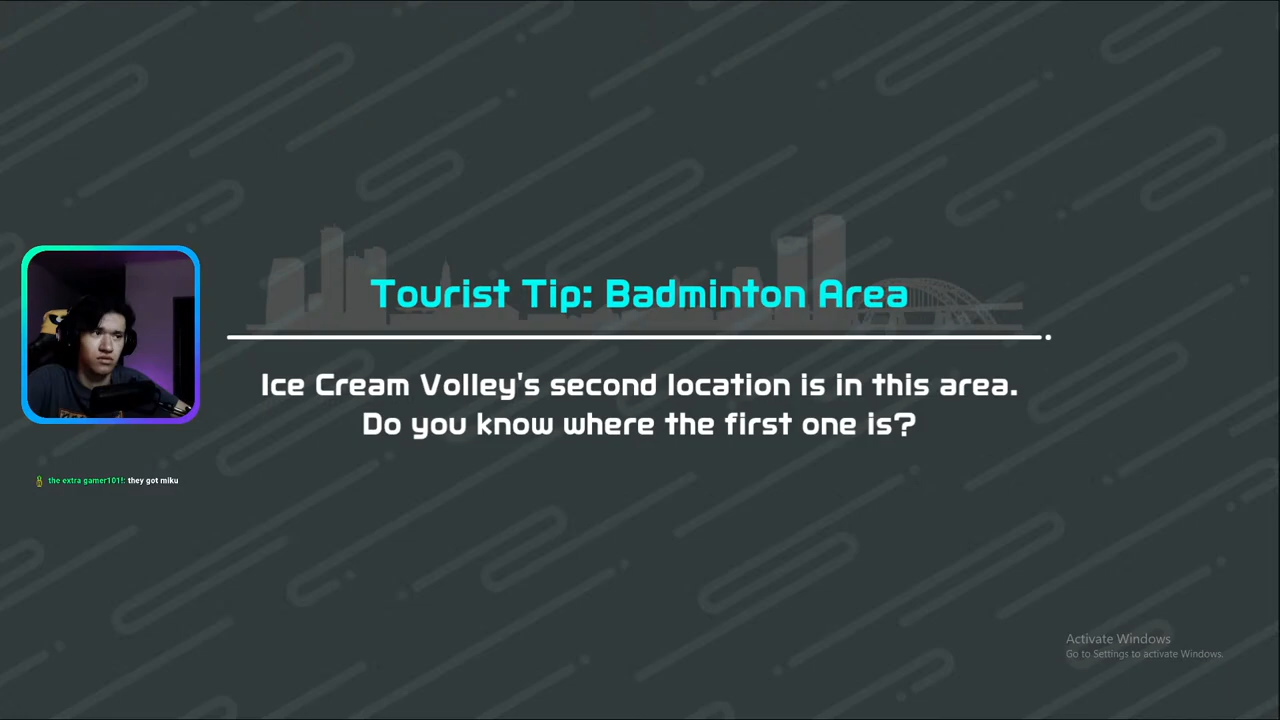 Tourist Tip: Badminton Area
Ice Cream Volley's second location is in this area.
Do you know where the first one is?
the extra gamer101!: they got miku
Activate Windows
Go to Settings to activate Windows.